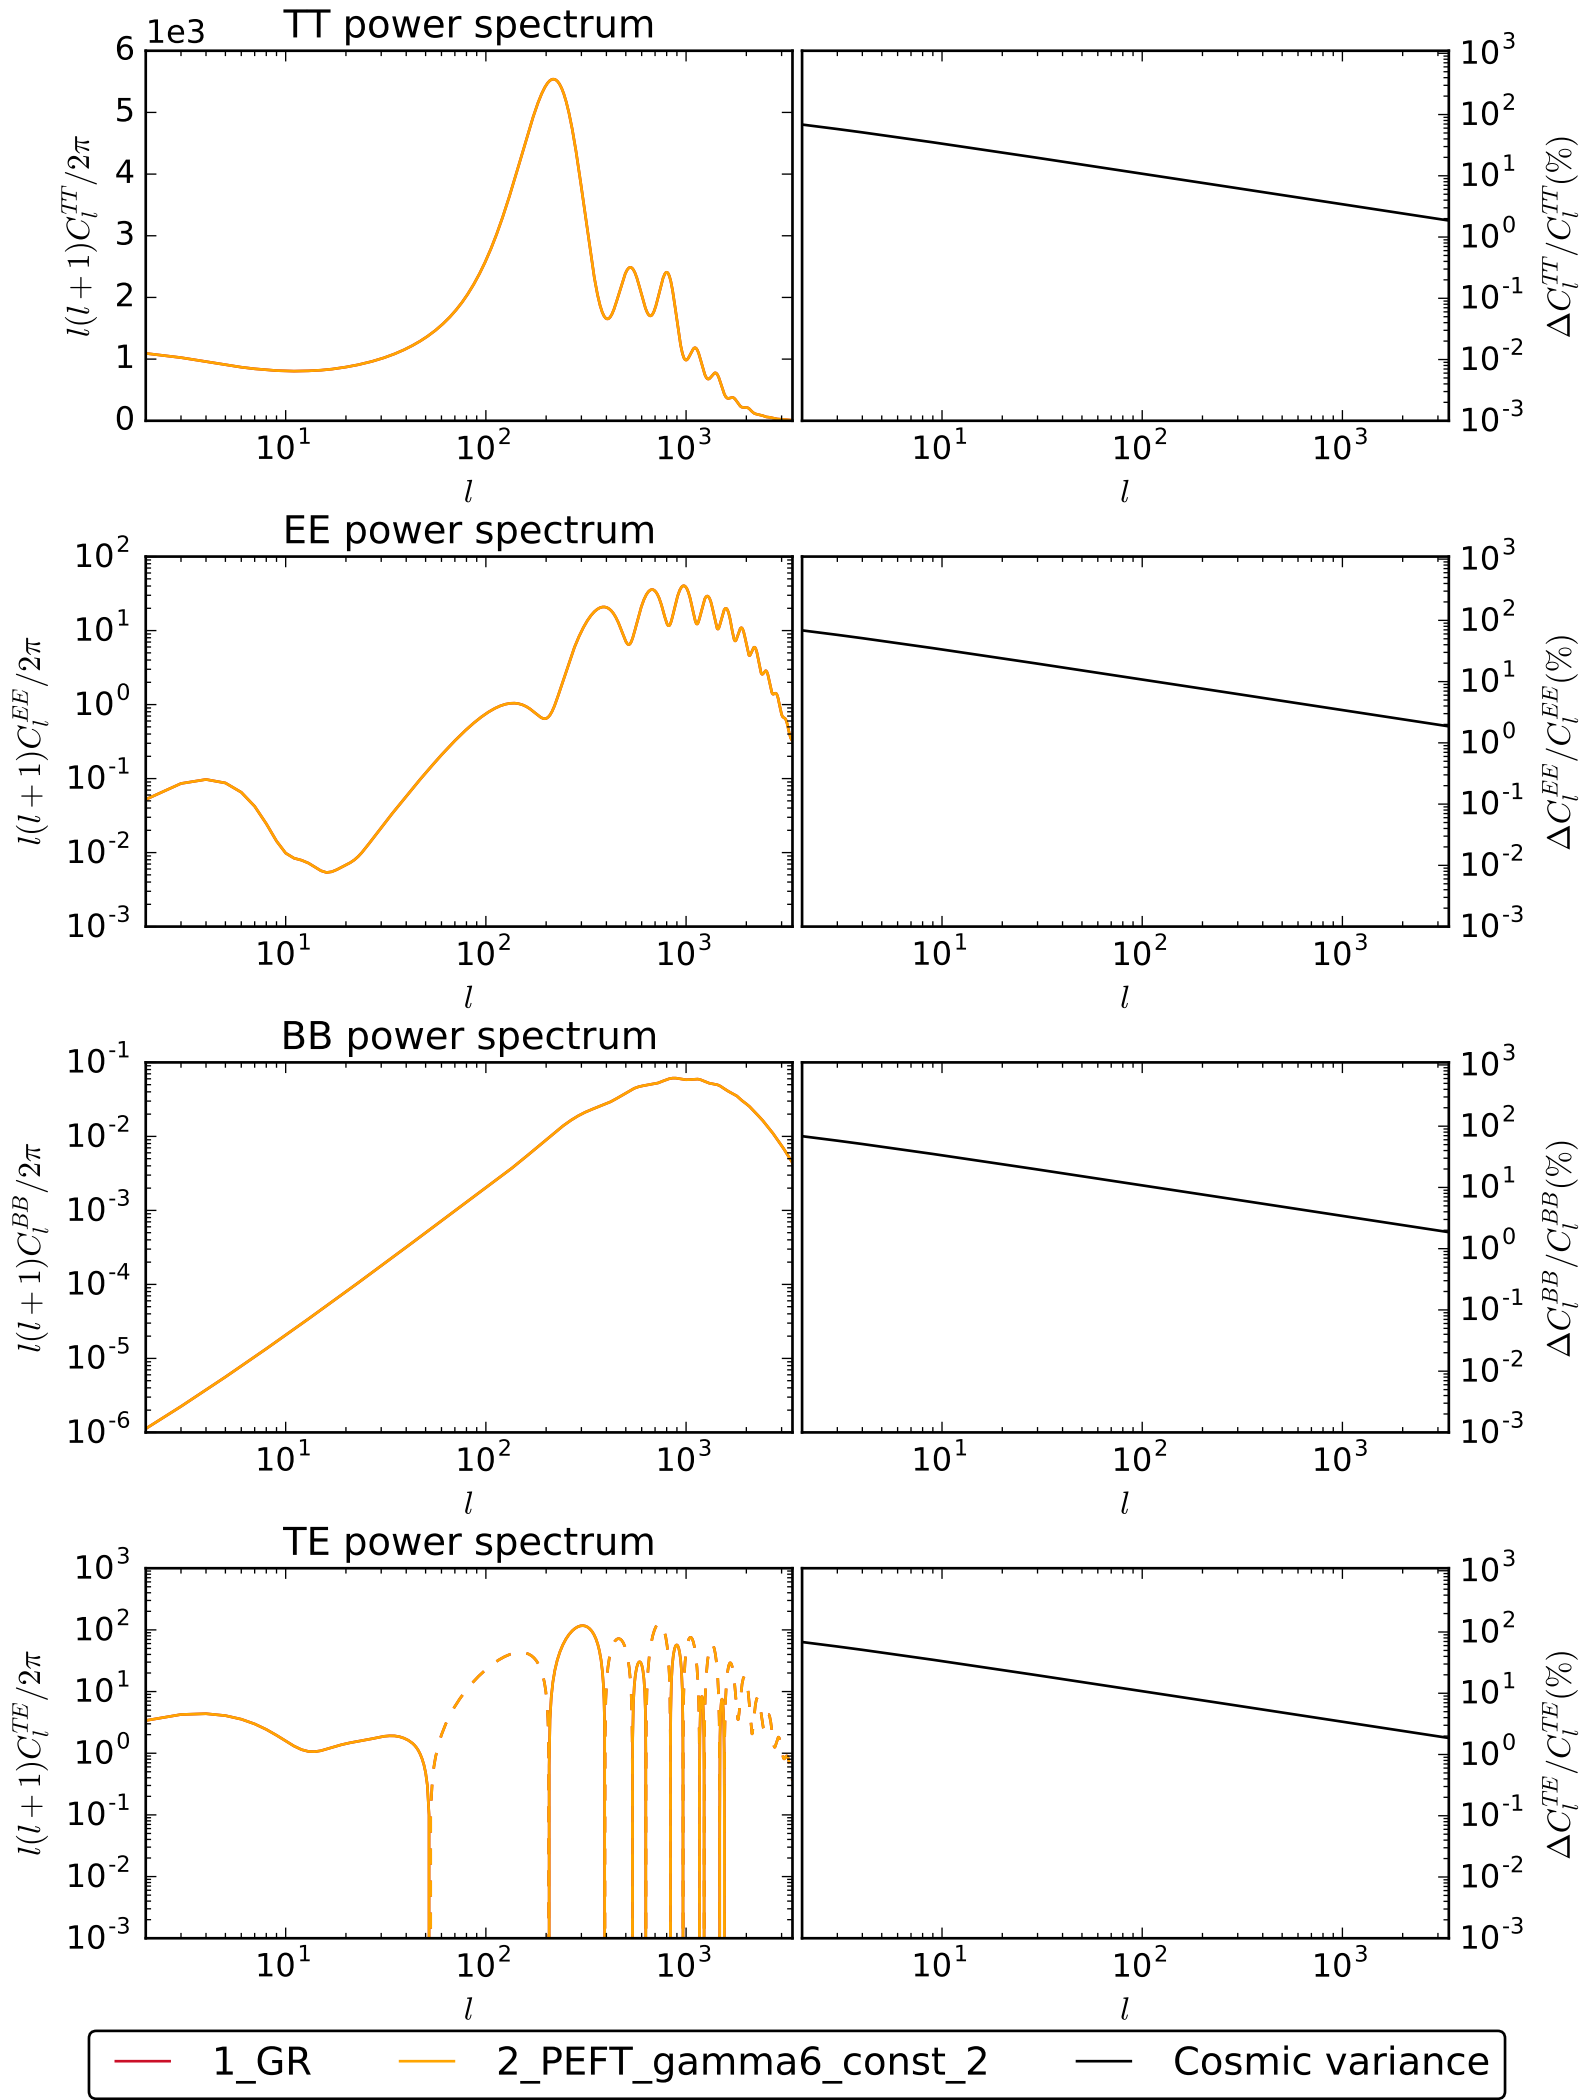 TT power spectrum
1e3
6
5
4
3
2
1
0
l(l+1)C_l^{TT}/2π
10^1 10^2 10^3
l
10^3
10^2
10^1
10^0
10^-1
10^-2
10^-3
ΔC_l^{TT}/C_l^{TT}(%)
10^1 10^2 10^3
l
EE power spectrum
10^2
10^1
10^0
10^-1
10^-2
10^-3
l(l+1)C_l^{EE}/2π
10^1 10^2 10^3
l
10^3
10^2
10^1
10^0
10^-1
10^-2
10^-3
ΔC_l^{EE}/C_l^{EE}(%)
10^1 10^2 10^3
l
BB power spectrum
10^-1
10^-2
10^-3
10^-4
10^-5
10^-6
l(l+1)C_l^{BB}/2π
10^1 10^2 10^3
l
10^3
10^2
10^1
10^0
10^-1
10^-2
10^-3
ΔC_l^{BB}/C_l^{BB}(%)
10^1 10^2 10^3
l
TE power spectrum
10^3
10^2
10^1
10^0
10^-1
10^-2
10^-3
l(l+1)C_l^{TE}/2π
10^1 10^2 10^3
l
10^3
10^2
10^1
10^0
10^-1
10^-2
10^-3
ΔC_l^{TE}/C_l^{TE}(%)
10^1 10^2 10^3
l
1_GR 2_PEFT_gamma6_const_2 Cosmic variance